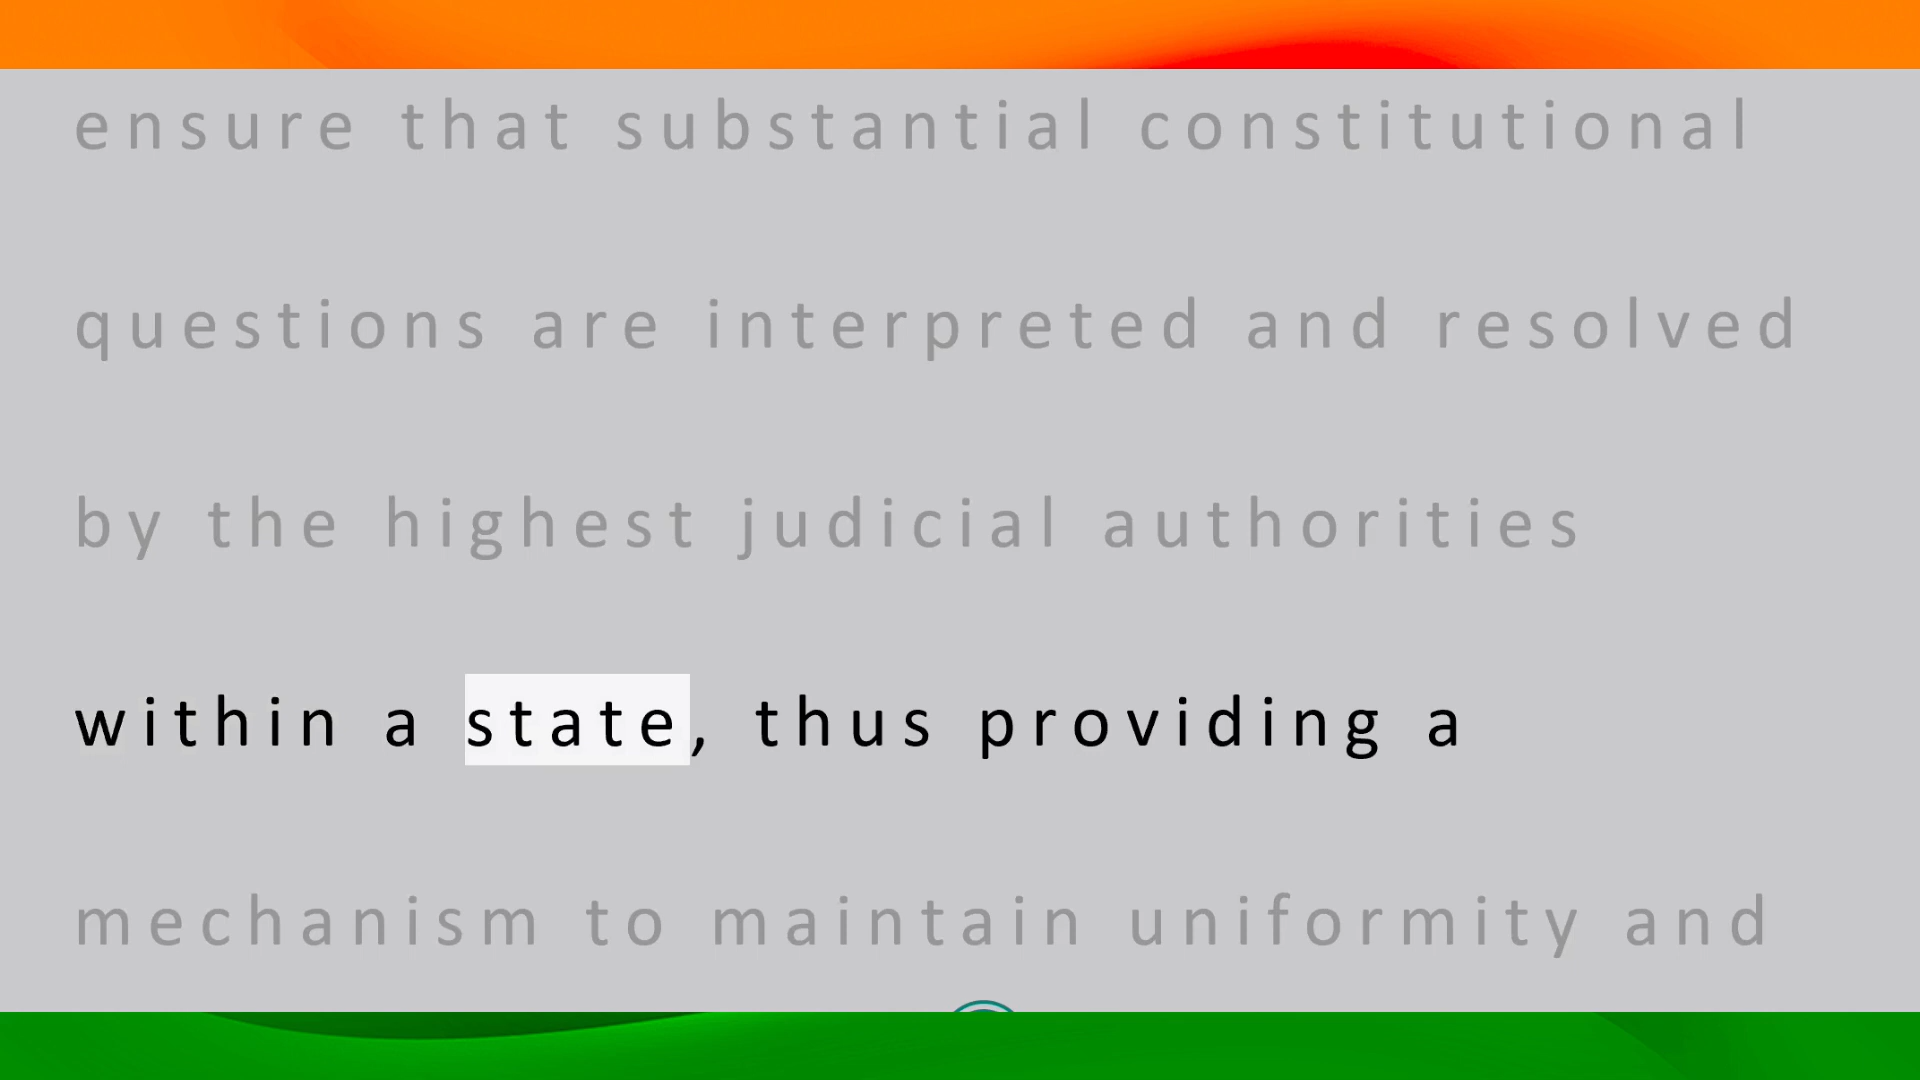 ensure that substantial constitutional
questions are interpreted and resolved
by the highest judicial authorities
within a state, thus providing a
mechanism to maintain uniformity and